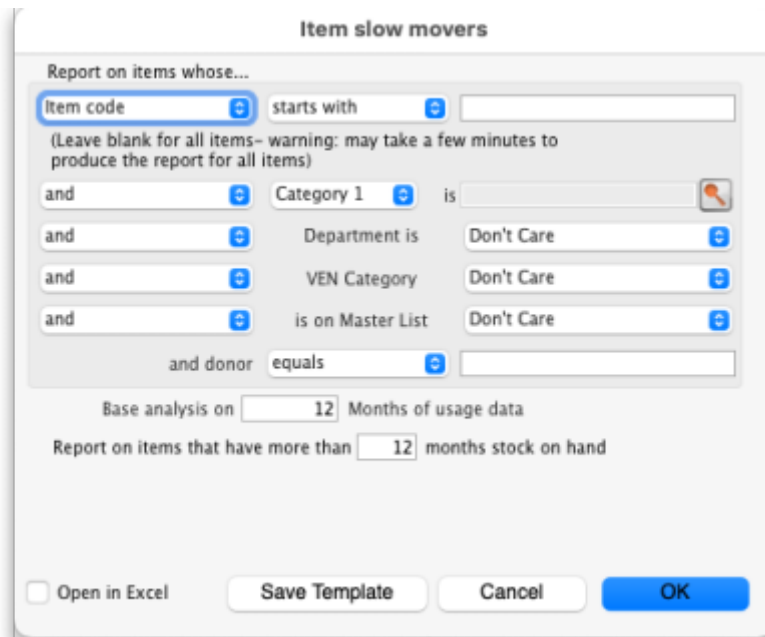 Item slow movers
Report on items whose...
Item code starts with
(Leave blank for all items– warning: may take a few minutes to
produce the report for all items)
and Category 1 is
and Department is Don't Care
and VEN Category Don't Care
and is on Master List Don't Care
and donor equals
Base analysis on 12 Months of usage data
Report on items that have more than 12 months stock on hand
Open in Excel Save Template Cancel OK